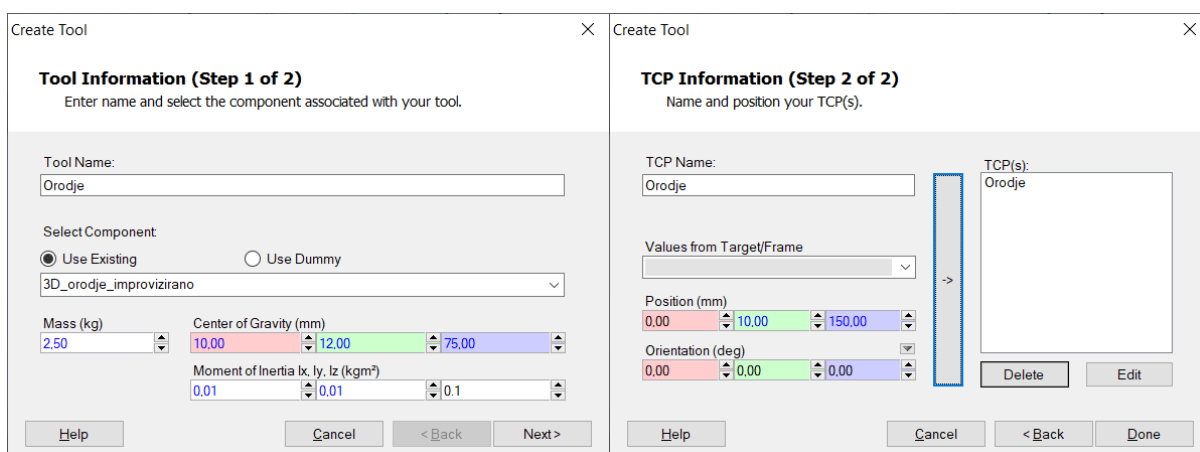 Create Tool
Tool Information (Step 1 of 2)
Enter name and select the component associated with your tool.
Tool Name:
Orodje
Select Component:
Use Existing
Use Dummy
3D_orodje_improvizirano
Mass (kg)
Center of Gravity (mm)
2,50
10,00
12,00
75,00
Moment of Inertia Ix, Iy, Iz (kgm²)
0,01
0,01
0.1
Help
Cancel
< Back
Next>
Create Tool
TCP Information (Step 2 of 2)
Name and position your TCP(s).
TCP Name:
Orodje
TCP(s):
Orodje
Values from Target/Frame
->
Position (mm)
0,00
10,00
150,00
Orientation (deg)
0,00
0,00
0,00
Delete
Edit
Help
Cancel
< Back
Done